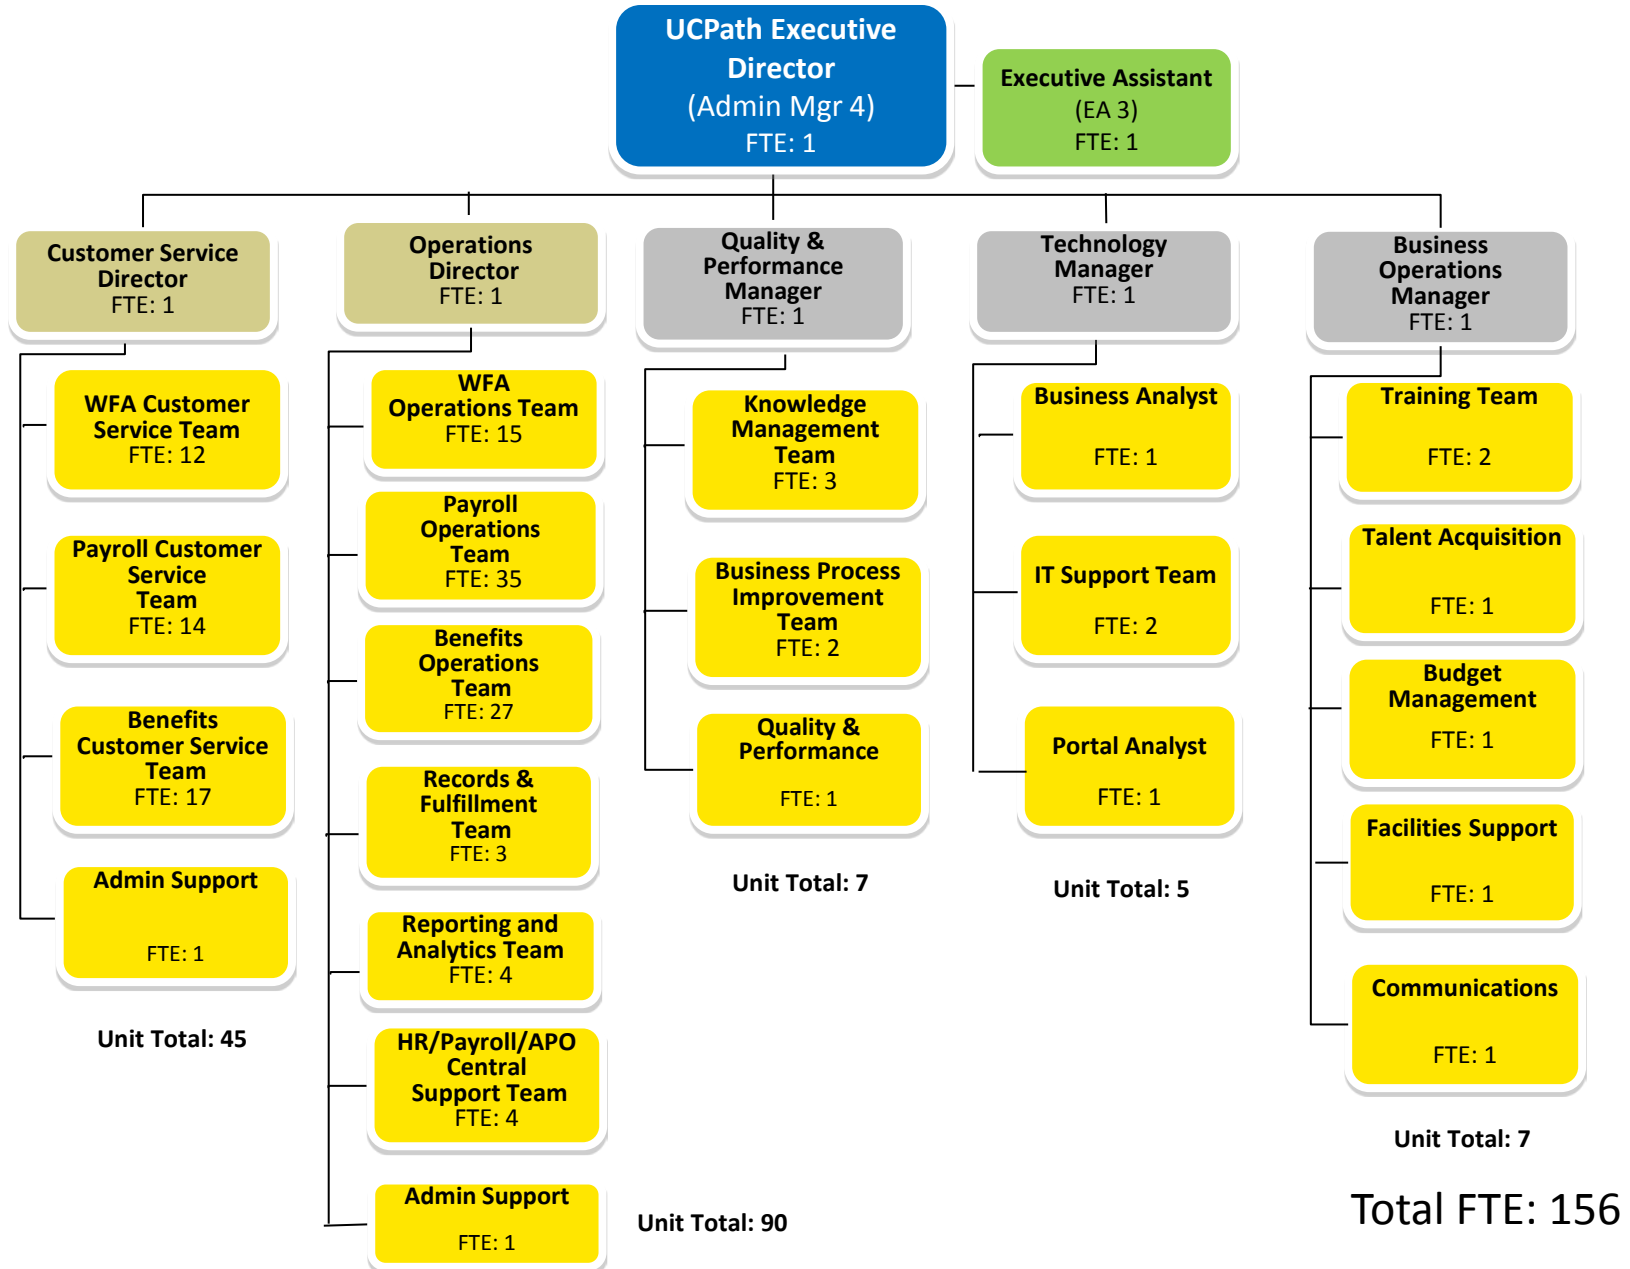 UCPath Executive
Director
(Admin Mgr 4)
FTE: 1
Executive Assistant
(EA 3)
FTE: 1
Customer Service
Director
FTE: 1
WFA Customer
Service Team
FTE: 12
Payroll Customer
Service
Team
FTE: 14
Benefits
Customer Service
Team
FTE: 17
Admin Support
FTE: 1
Unit Total: 45
Operations
Director
FTE: 1
WFA
Operations Team
FTE: 15
Payroll
Operations
Team
FTE: 35
Benefits
Operations
Team
FTE: 27
Records &
Fulfillment
Team
FTE: 3
Reporting and
Analytics Team
FTE: 4
HR/Payroll/APO
Central
Support Team
FTE: 4
Admin Support
FTE: 1
Unit Total: 90
Quality &
Performance
Manager
FTE: 1
Knowledge
Management
Team
FTE: 3
Business Process
Improvement
Team
FTE: 2
Quality &
Performance
FTE: 1
Unit Total: 7
Technology
Manager
FTE: 1
Business Analyst
FTE: 1
IT Support Team
FTE: 2
Portal Analyst
FTE: 1
Unit Total: 5
Business
Operations
Manager
FTE: 1
Training Team
FTE: 2
Talent Acquisition
FTE: 1
Budget
Management
FTE: 1
Facilities Support
FTE: 1
Communications
FTE: 1
Unit Total: 7
Total FTE: 156